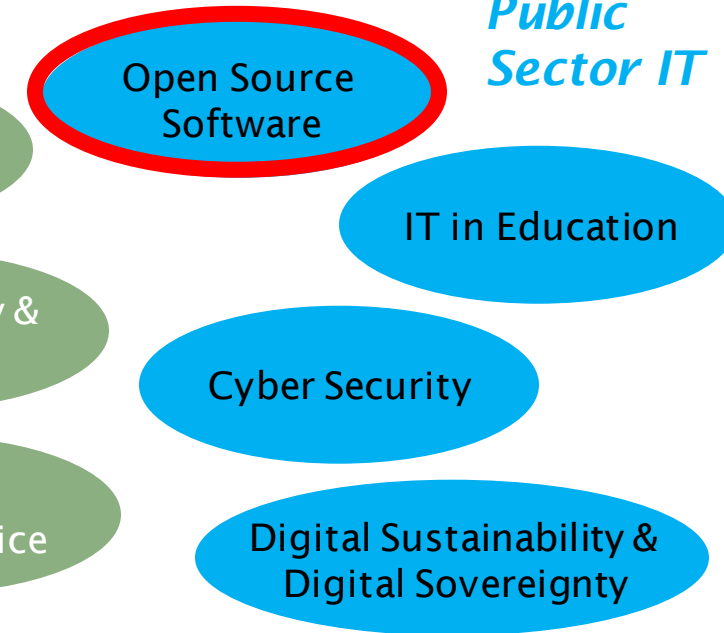 Public
Sector IT
Open Source
Software
IT in Education
&
Cyber Security
Digital Sustainability &
Digital Sovereignty